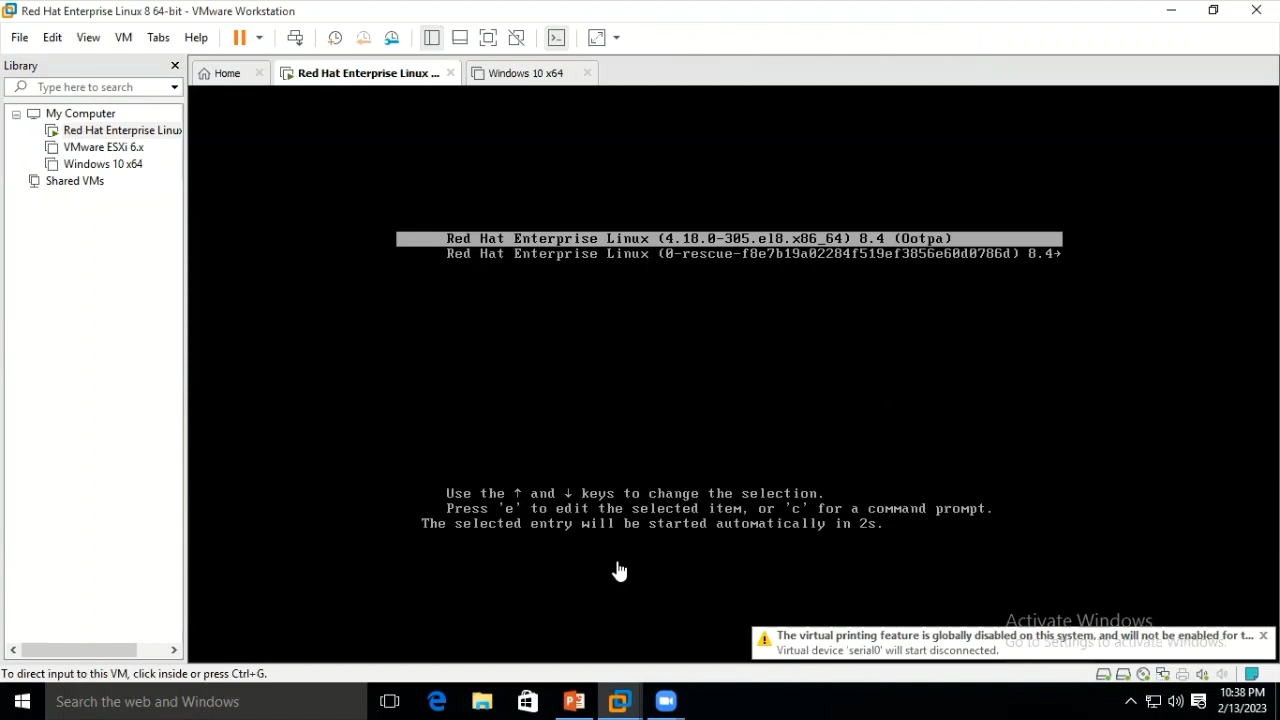 Red Hat Enterprise Linux 8 64-bit - VMware Workstation
File Edit View VM Tabs Help
Library
Type here to search
My Computer
Red Hat Enterprise Linux
VMware ESXi 6.x
Windows 10 x64
Shared VMs
Home
Red Hat Enterprise Linux ...
Windows 10 x64
Red Hat Enterprise Linux (4.18.0-305.el8.x86_64) 8.4 (Ootpa)
Red Hat Enterprise Linux (0-rescue-f8e7b19a02284f519ef3856e60d0786d) 8.4→
Use the ↑ and ↓ keys to change the selection.
Press 'e' to edit the selected item, or 'c' for a command prompt.
The selected entry will be started automatically in 2s.
Activate Windows
Go to Settings to activate Windows.
The virtual printing feature is globally disabled on this system, and will not be enabled for t...
Virtual device 'serial0' will start disconnected.
To direct input to this VM, click inside or press Ctrl+G.
Search the web and Windows
10:38 PM
2/13/2023